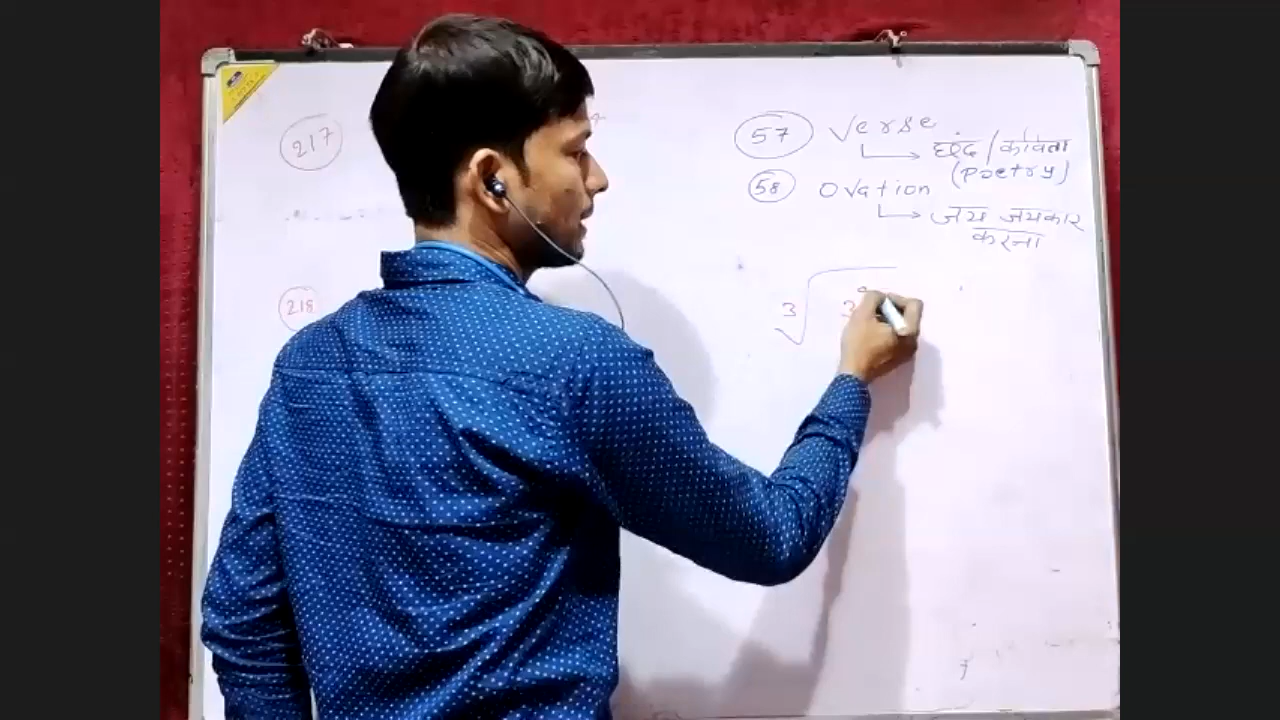 217
57 Verse
छंद / कविता
(Poetry)
58 Ovation
जय जयकार
करना
218
3√3